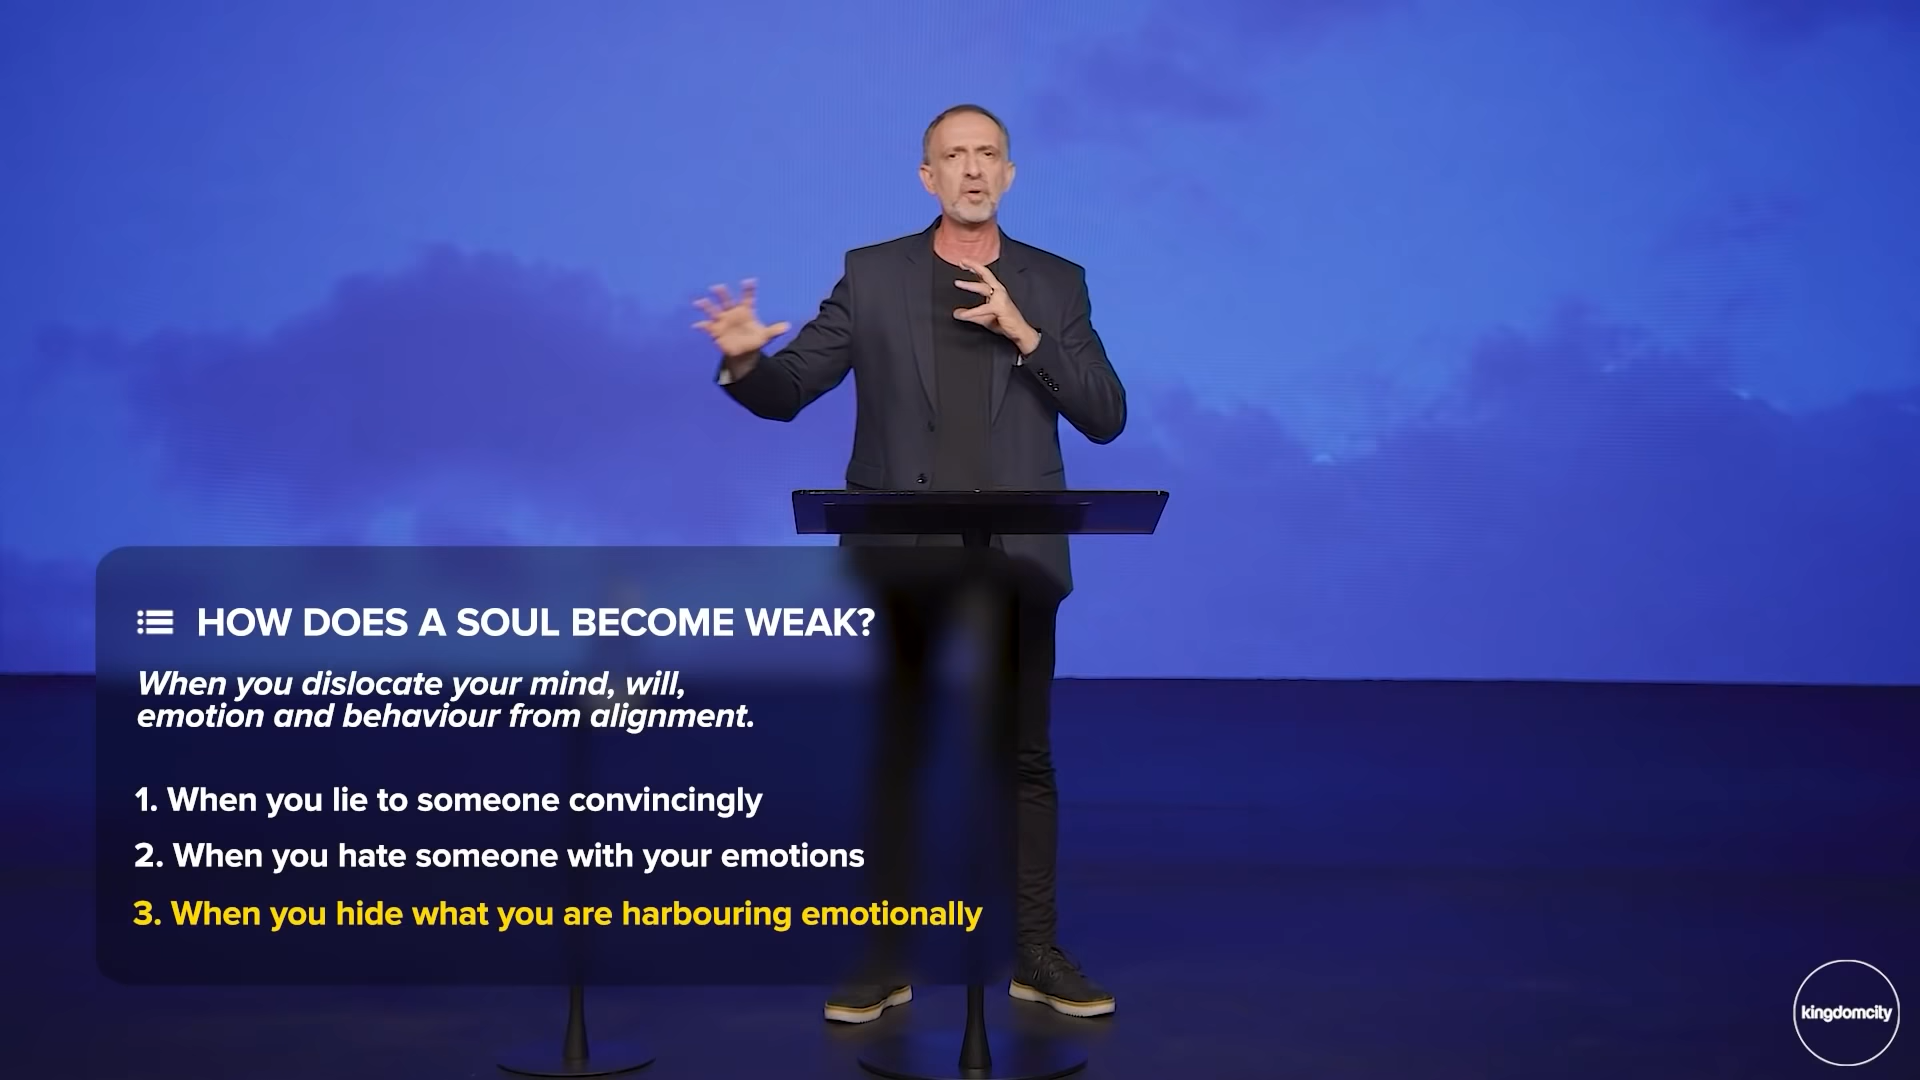 HOW DOES A SOUL BECOME WEAK?
When you dislocate your mind, will,
emotion and behaviour from alignment.
1. When you lie to someone convincingly
2. When you hate someone with your emotions
3. When you hide what you are harbouring emotionally
kingdomcity